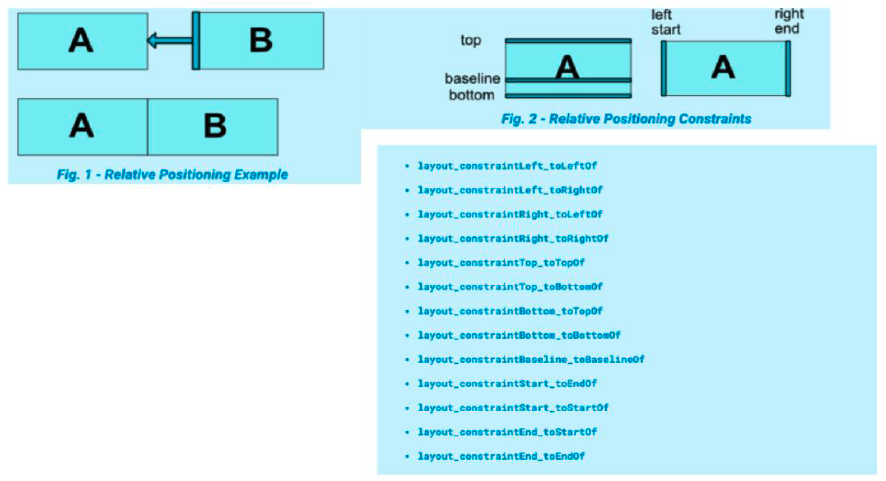 A B
A B
Fig. 1 - Relative Positioning Example
left right
start end
top
A A
baseline
bottom
Fig. 2 - Relative Positioning Constraints
• layout_constraintLeft_toLeftOf
• layout_constraintLeft_toRightOf
• layout_constraintRight_toLeftOf
• layout_constraintRight_toRightOf
• layout_constraintTop_toTopOf
• layout_constraintTop_toBottomOf
• layout_constraintBottom_toTopOf
• layout_constraintBottom_toBottomOf
• layout_constraintBaseline_toBaselineOf
• layout_constraintStart_toEndOf
• layout_constraintStart_toStartOf
• layout_constraintEnd_toStartOf
• layout_constraintEnd_toEndOf